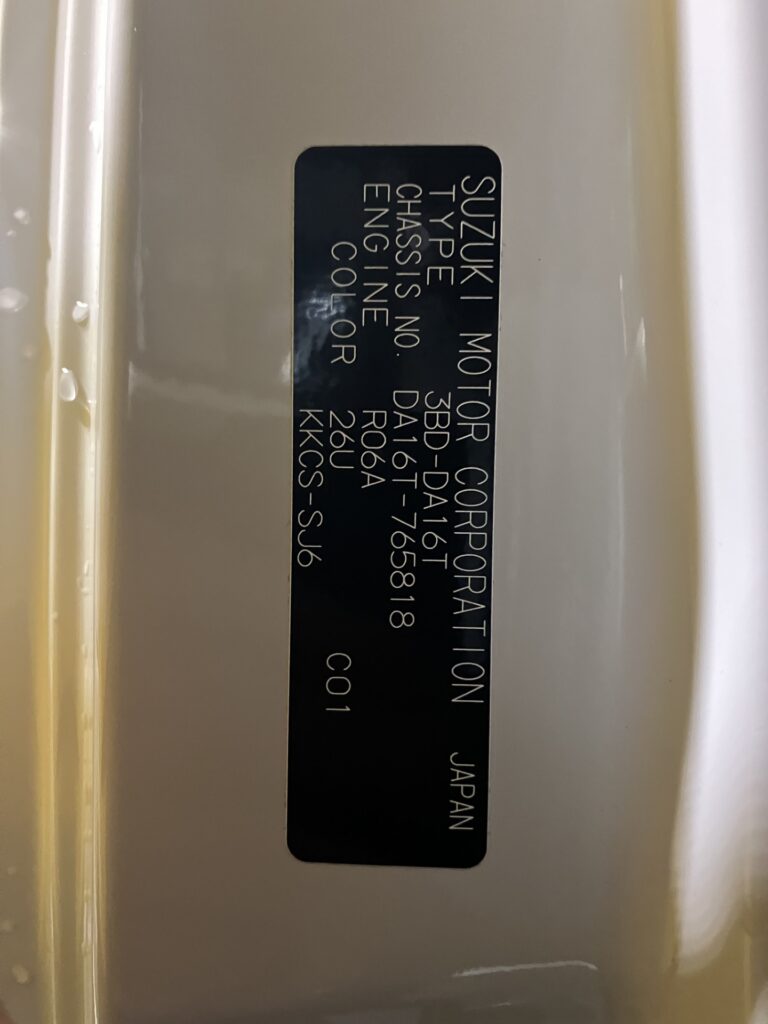 SUZUKI MOTOR CORPORATION JAPAN
TYPE 3BD-DA16T
CHASSIS NO. DA16T-765818
ENGINE R06A
COLOR 26U C01
KKCS-SJ6